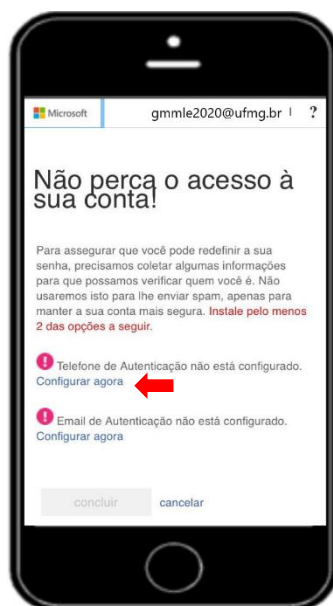 Microsoft gmmle2020@ufmg.br | ?
Não perca o acesso à
sua conta!
Para assegurar que você pode redefinir a sua
senha, precisamos coletar algumas informações
para que possamos verificar quem você é. Não
usaremos isto para lhe enviar spam, apenas para
manter a sua conta mais segura. Instale pelo menos
2 das opções a seguir.
! Telefone de Autenticação não está configurado.
Configurar agora
! Email de Autenticação não está configurado.
Configurar agora
concluir cancelar